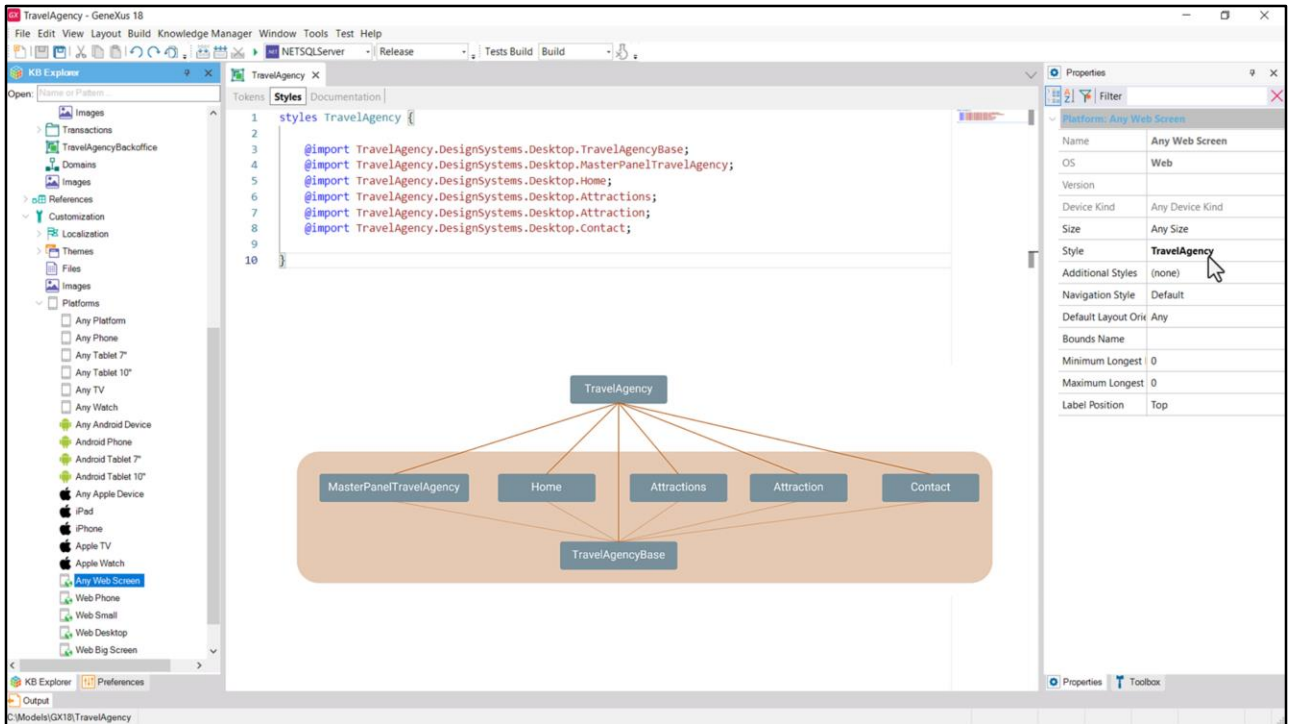 TravelAgency - GeneXus 18
File Edit View Layout Build Knowledge Manager Window Tools Test Help
NETSQLServer Release Tests Build Build
KB Explorer
Open: Name or Pattern...
Images
Transactions
TravelAgencyBackoffice
Domains
Images
References
Customization
Localization
Themes
Files
Images
Platforms
Any Platform
Any Phone
Any Tablet 7"
Any Tablet 10"
Any TV
Any Watch
Any Android Device
Android Phone
Android Tablet 7"
Android Tablet 10"
Any Apple Device
iPad
iPhone
Apple TV
Apple Watch
Any Web Screen
Web Phone
Web Small
Web Desktop
Web Big Screen
KB Explorer Preferences
Output
C:\Models\GX18\TravelAgency
TravelAgency
Tokens Styles Documentation
1 styles TravelAgency {
2
3 @import TravelAgency.DesignSystems.Desktop.TravelAgencyBase;
4 @import TravelAgency.DesignSystems.Desktop.MasterPanelTravelAgency;
5 @import TravelAgency.DesignSystems.Desktop.Home;
6 @import TravelAgency.DesignSystems.Desktop.Attractions;
7 @import TravelAgency.DesignSystems.Desktop.Attraction;
8 @import TravelAgency.DesignSystems.Desktop.Contact;
9
10 }
TravelAgency
MasterPanelTravelAgency Home Attractions Attraction Contact
TravelAgencyBase
Properties
Filter
Platform: Any Web Screen
Name Any Web Screen
OS Web
Version
Device Kind Any Device Kind
Size Any Size
Style TravelAgency
Additional Styles (none)
Navigation Style Default
Default Layout Orie Any
Bounds Name
Minimum Longest 0
Maximum Longest 0
Label Position Top
Properties Toolbox